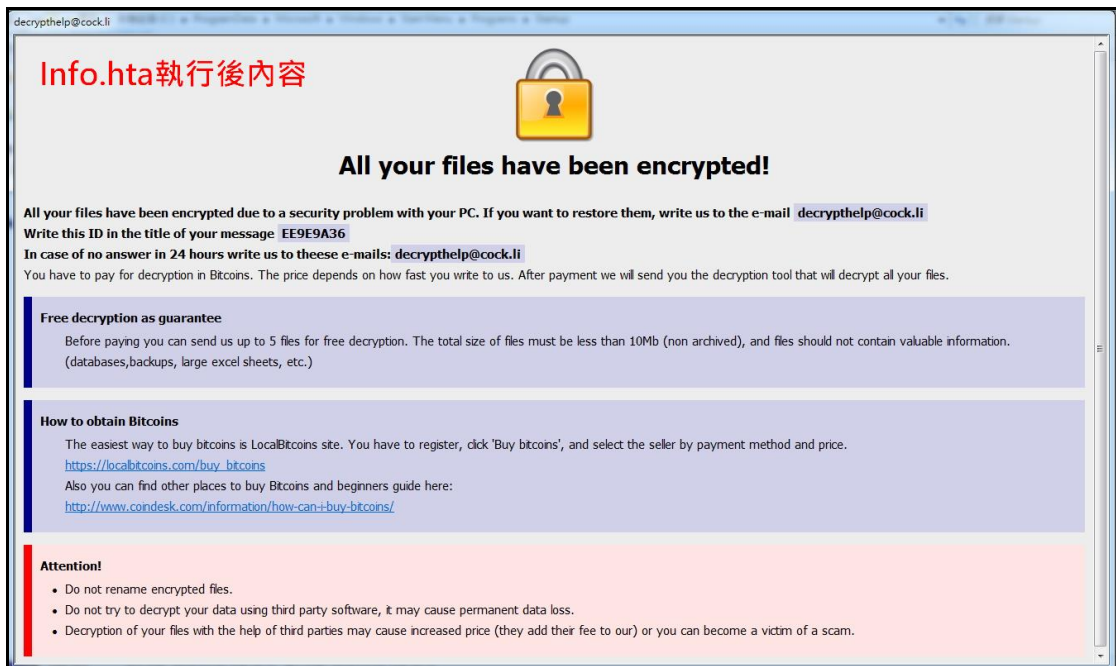 decrypthelp@cock.li
Info.hta執行後內容
All your files have been encrypted!
All your files have been encrypted due to a security problem with your PC. If you want to restore them, write us to the e-mail decrypthelp@cock.li
Write this ID in the title of your message EE9E9A36
In case of no answer in 24 hours write us to theese e-mails: decrypthelp@cock.li
You have to pay for decryption in Bitcoins. The price depends on how fast you write to us. After payment we will send you the decryption tool that will decrypt all your files.
Free decryption as guarantee
Before paying you can send us up to 5 files for free decryption. The total size of files must be less than 10Mb (non archived), and files should not contain valuable information.
(databases,backups, large excel sheets, etc.)
How to obtain Bitcoins
The easiest way to buy bitcoins is LocalBitcoins site. You have to register, click 'Buy bitcoins', and select the seller by payment method and price.
https://localbitcoins.com/buy_bitcoins
Also you can find other places to buy Bitcoins and beginners guide here:
http://www.coindesk.com/information/how-can-i-buy-bitcoins/
Attention!
• Do not rename encrypted files.
• Do not try to decrypt your data using third party software, it may cause permanent data loss.
• Decryption of your files with the help of third parties may cause increased price (they add their fee to our) or you can become a victim of a scam.